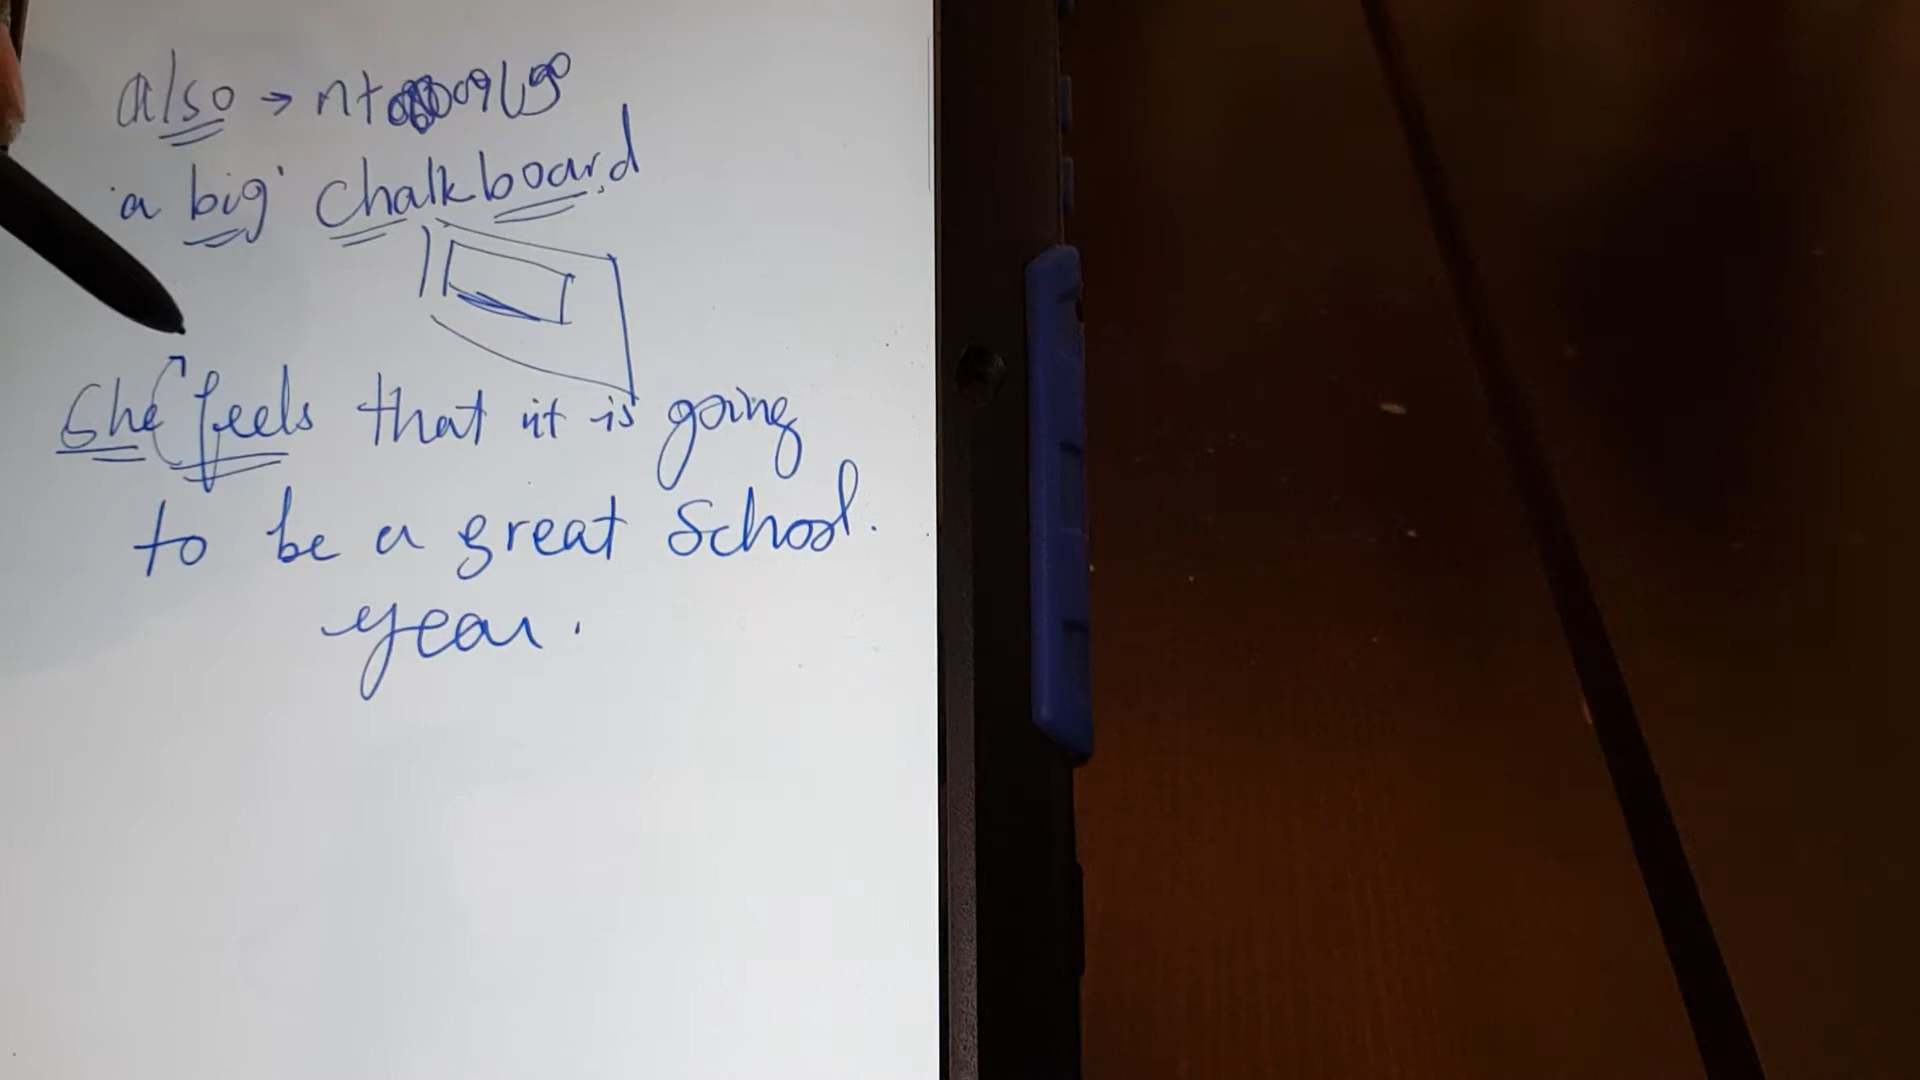 also →
a big chalkboard
She feels that it is going
to be a great School.
year.